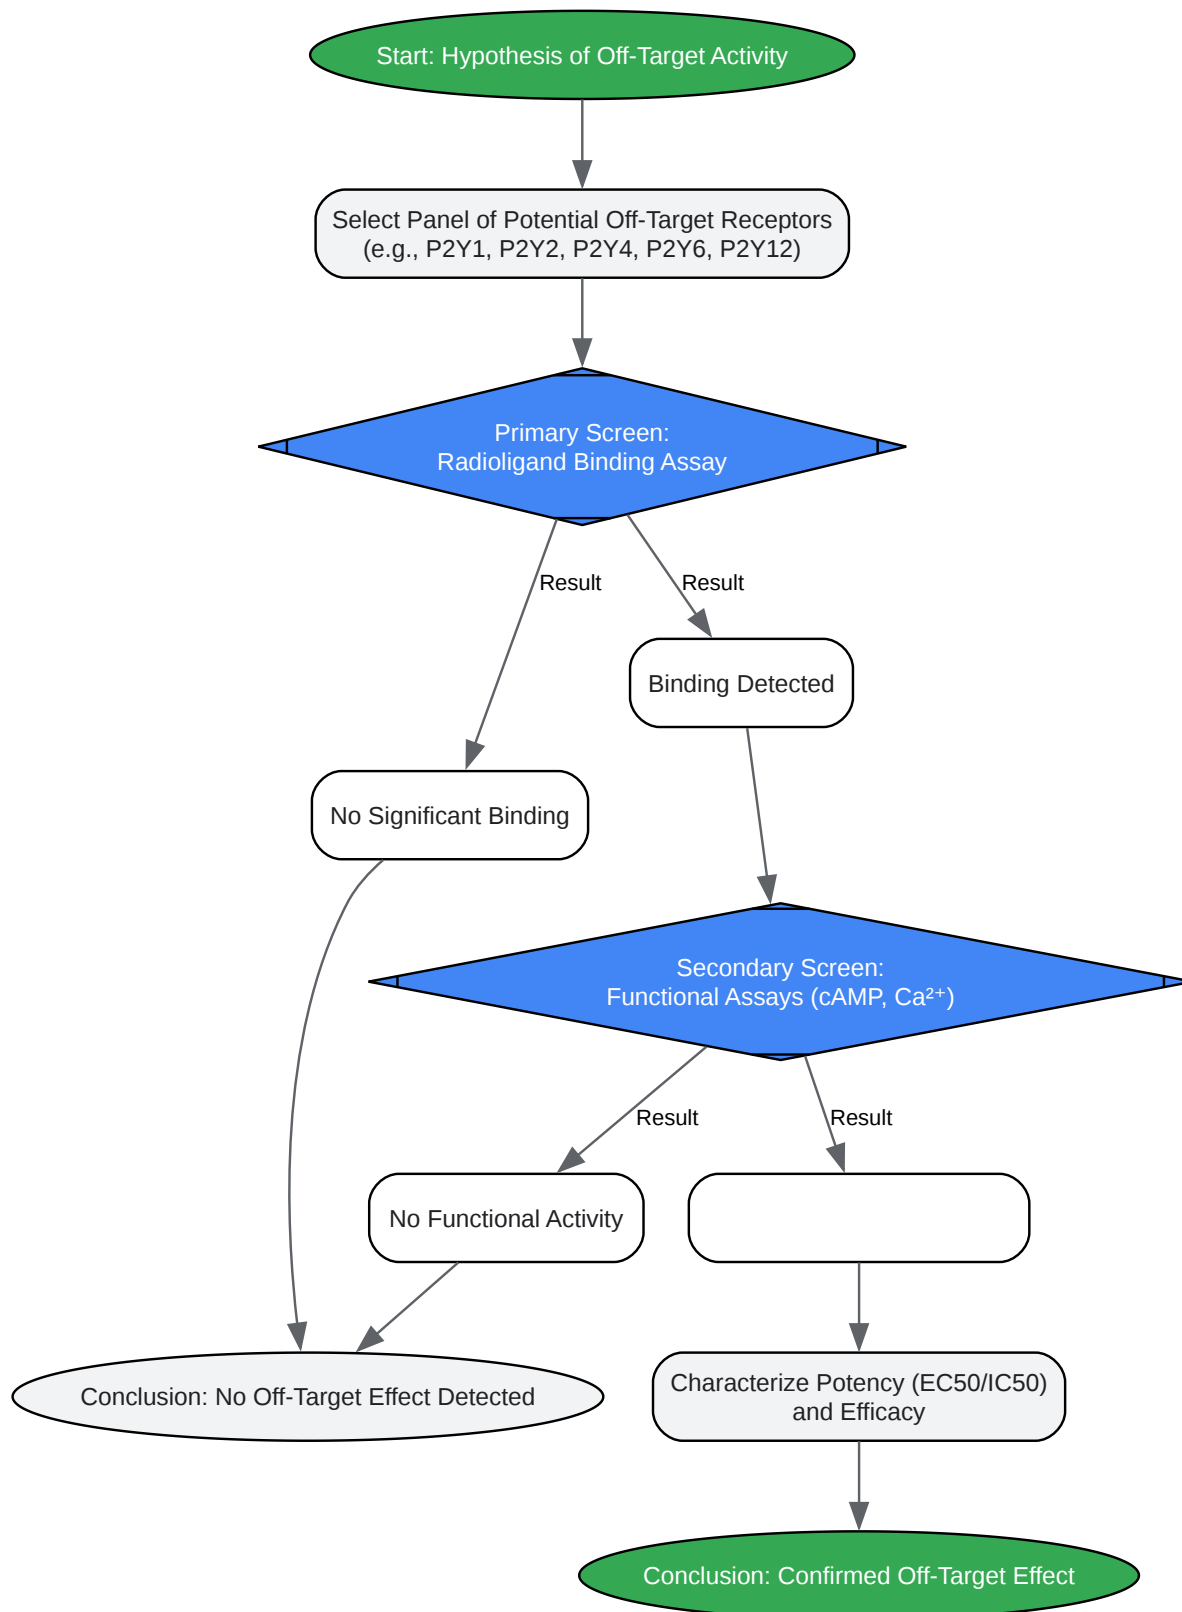 Start: Hypothesis of Off-Target Activity
Select Panel of Potential Off-Target Receptors
(e.g., P2Y1, P2Y2, P2Y4, P2Y6, P2Y12)
Primary Screen:
Radioligand Binding Assay
Result
Result
Binding Detected
No Significant Binding
Secondary Screen:
Functional Assays (cAMP, Ca²⁺)
Result
Result
No Functional Activity
Conclusion: No Off-Target Effect Detected
Characterize Potency (EC50/IC50)
and Efficacy
Conclusion: Confirmed Off-Target Effect